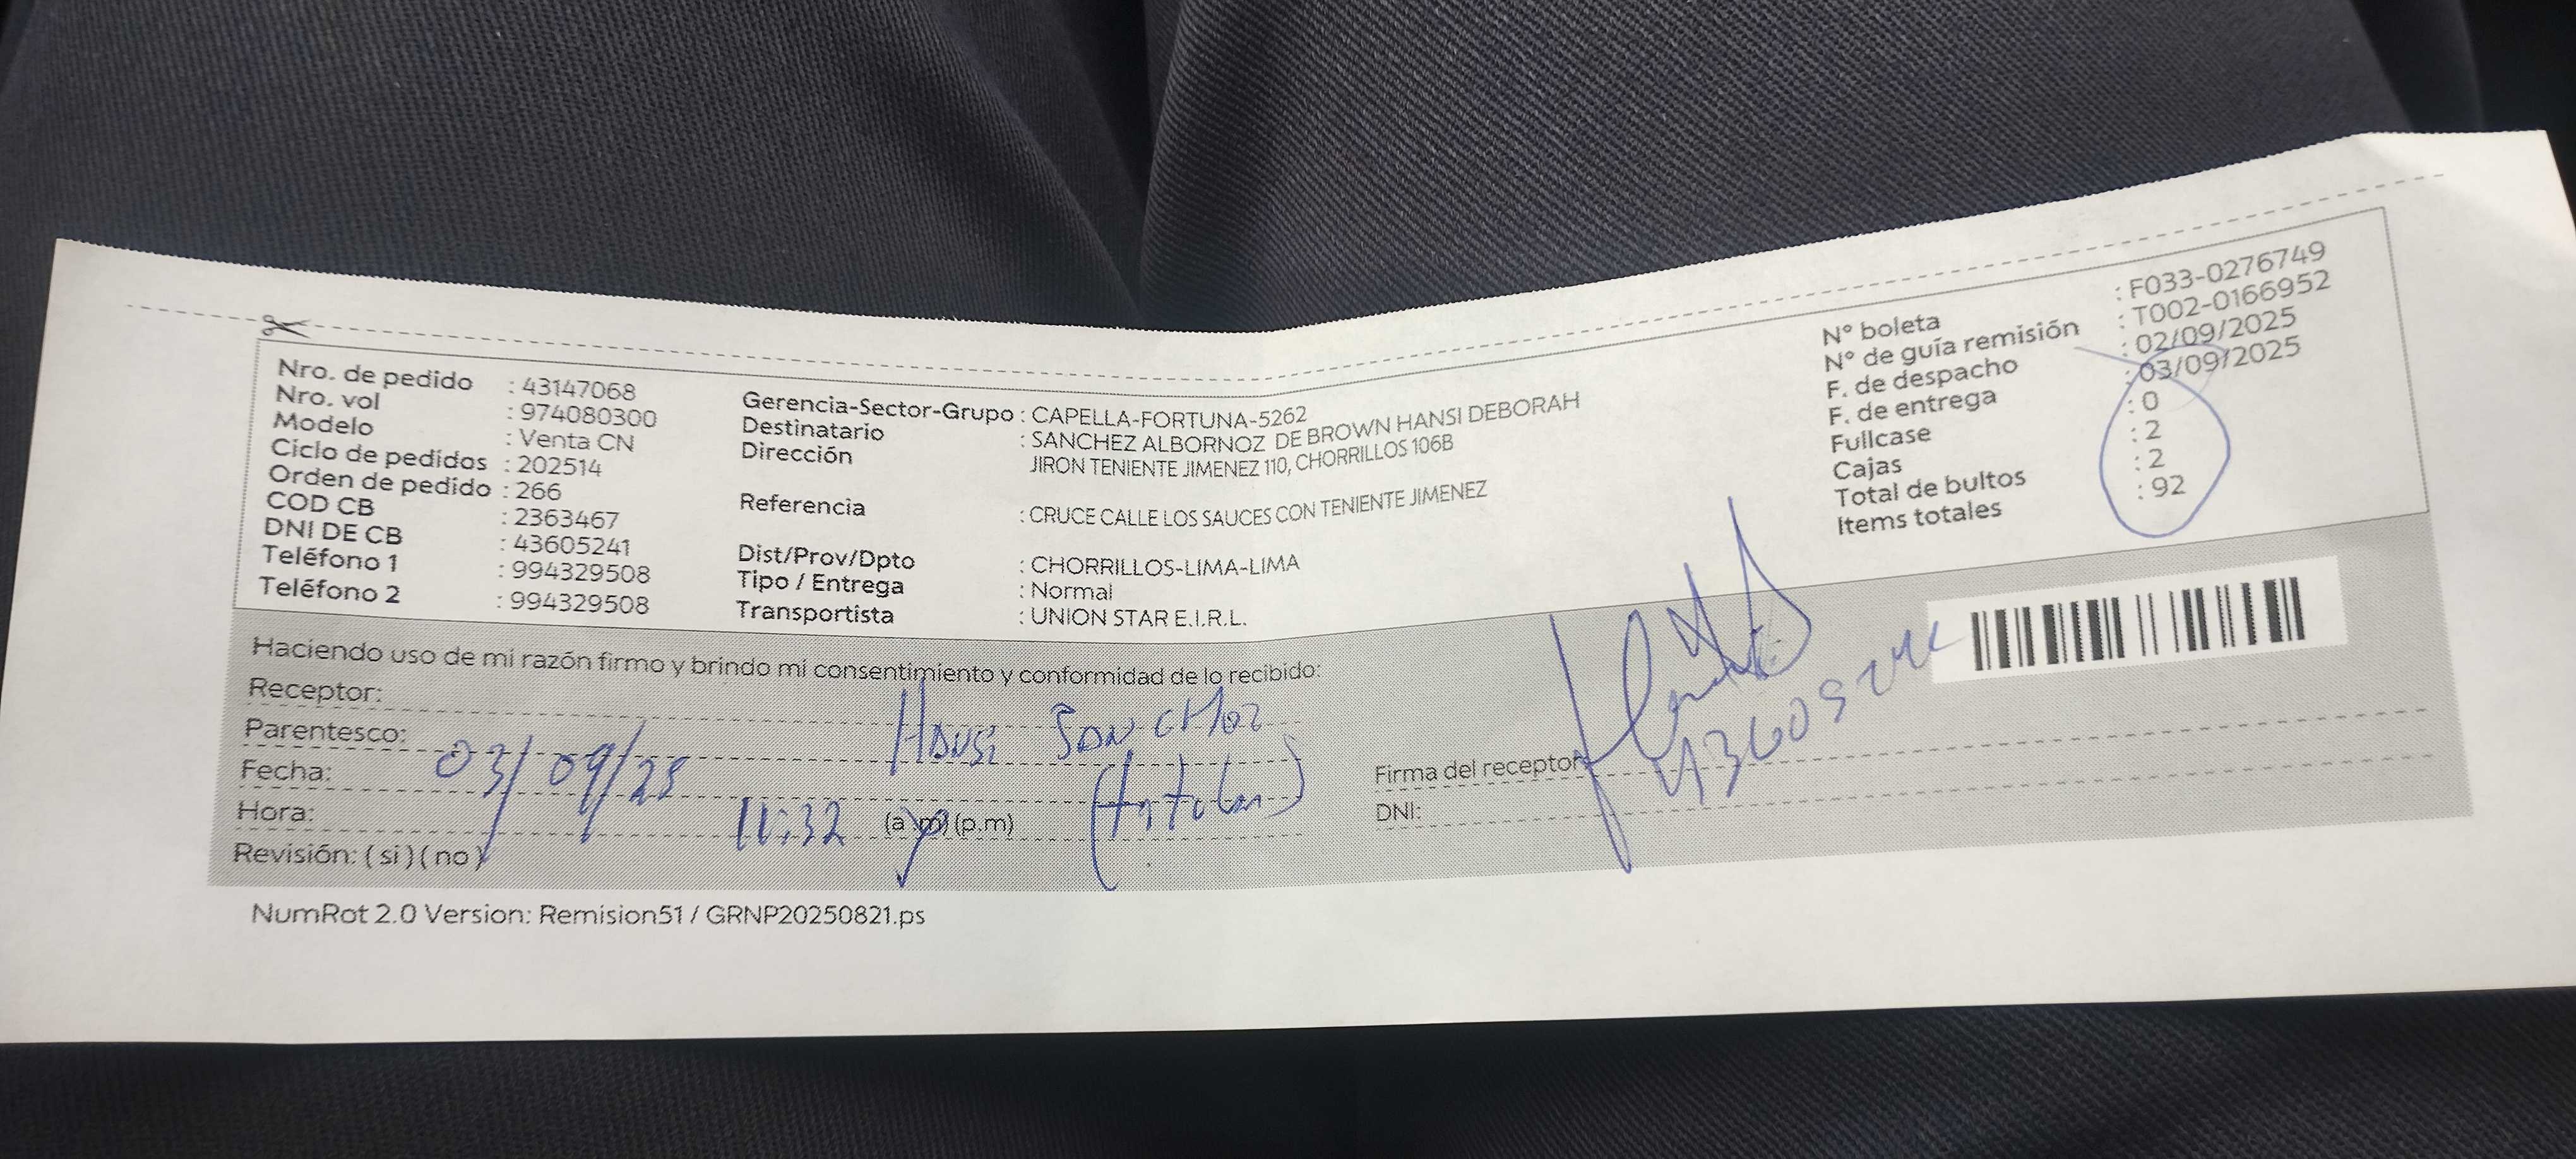 Nro. de pedido : 43147068
Nro. vol : 974080300
Modelo : Venta CN
Ciclo de pedidos : 202514
Orden de pedido : 266
COD CB : 2363467
DNI DE CB : 43605241
Teléfono 1 : 994329508
Teléfono 2 : 994329508
Gerencia-Sector-Grupo : CAPELLA-FORTUNA-5262
Destinatario : SANCHEZ ALBORNOZ DE BROWN HANSI DEBORAH
Dirección JIRON TENIENTE JIMENEZ 110, CHORRILLOS 106B
Referencia : CRUCE CALLE LOS SAUCES CON TENIENTE JIMENEZ
Dist/Prov/Dpto : CHORRILLOS-LIMA-LIMA
Tipo / Entrega : Normal
Transportista : UNION STAR E.I.R.L.
N° boleta : F033-0276749
N° de guía remisión : T002-0166952
F. de despacho : 02/09/2025
F. de entrega : 03/09/2025
Fullcase : 0
Cajas : 2
Total de bultos : 2
Items totales : 92
Haciendo uso de mi razón firmo y brindo mi consentimiento y conformidad de lo recibido:
Receptor: Hansi Sanchez
Parentesco:
Fecha: 03/09/25
Hora: 11:32 (a.m) (p.m)
Revisión: ( si ) ( no )
Firma del receptor
DNI:
NumRot 2.0 Version: Remision51 / GRNP20250821.ps